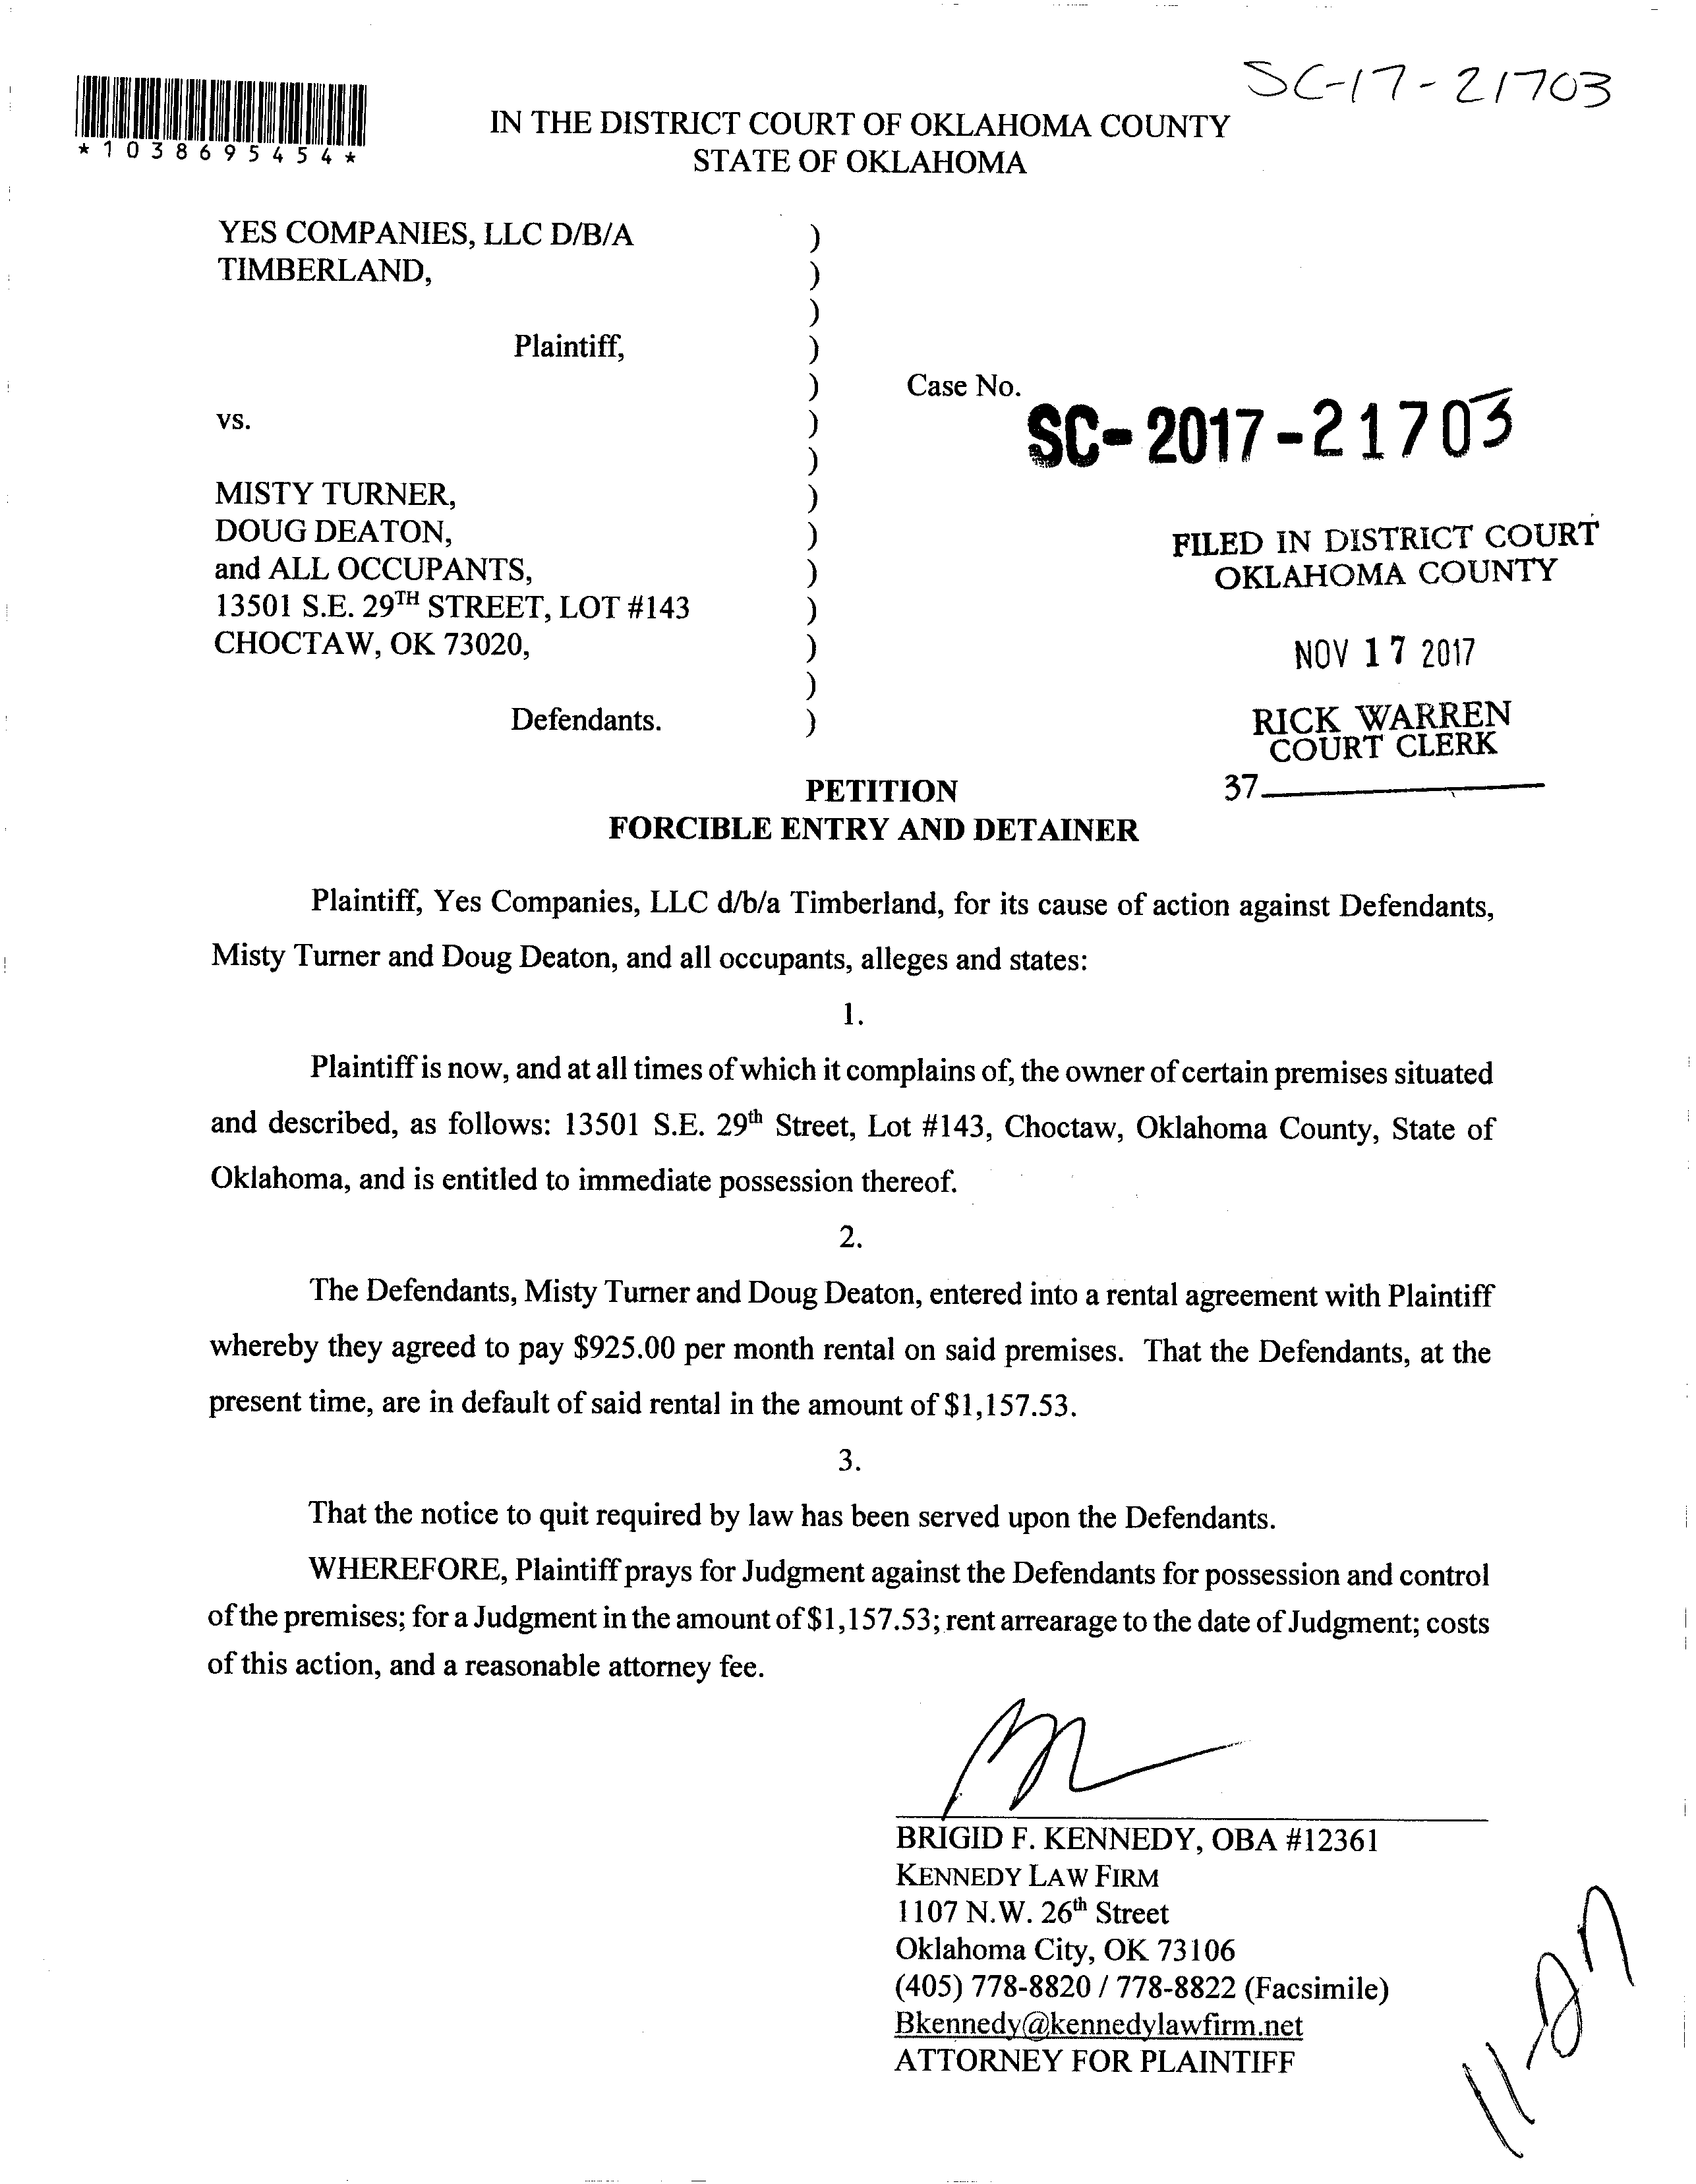 SC-17-21703
*1038695454*
IN THE DISTRICT COURT OF OKLAHOMA COUNTY
STATE OF OKLAHOMA
YES COMPANIES, LLC D/B/A )
TIMBERLAND, )
)
Plaintiff, )
) Case No.
SC-2017-21703
vs. )
)
MISTY TURNER, )
DOUG DEATON, )
and ALL OCCUPANTS, )
13501 S.E. 29TH STREET, LOT #143 )
CHOCTAW, OK 73020, )
)
Defendants. )
FILED IN DISTRICT COURT
OKLAHOMA COUNTY
NOV 17 2017
RICK WARREN
COURT CLERK
37
PETITION
FORCIBLE ENTRY AND DETAINER
Plaintiff, Yes Companies, LLC d/b/a Timberland, for its cause of action against Defendants,
Misty Turner and Doug Deaton, and all occupants, alleges and states:
1.
Plaintiff is now, and at all times of which it complains of, the owner of certain premises situated
and described, as follows: 13501 S.E. 29th Street, Lot #143, Choctaw, Oklahoma County, State of
Oklahoma, and is entitled to immediate possession thereof.
2.
The Defendants, Misty Turner and Doug Deaton, entered into a rental agreement with Plaintiff
whereby they agreed to pay $925.00 per month rental on said premises. That the Defendants, at the
present time, are in default of said rental in the amount of $1,157.53.
3.
That the notice to quit required by law has been served upon the Defendants.
WHEREFORE, Plaintiff prays for Judgment against the Defendants for possession and control
of the premises; for a Judgment in the amount of $1,157.53; rent arrearage to the date of Judgment; costs
of this action, and a reasonable attorney fee.
BRIGID F. KENNEDY, OBA #12361
KENNEDY LAW FIRM
1107 N.W. 26th Street
Oklahoma City, OK 73106
(405) 778-8820 / 778-8822 (Facsimile)
Bkennedy@kennedylawfirm.net
ATTORNEY FOR PLAINTIFF
11-27